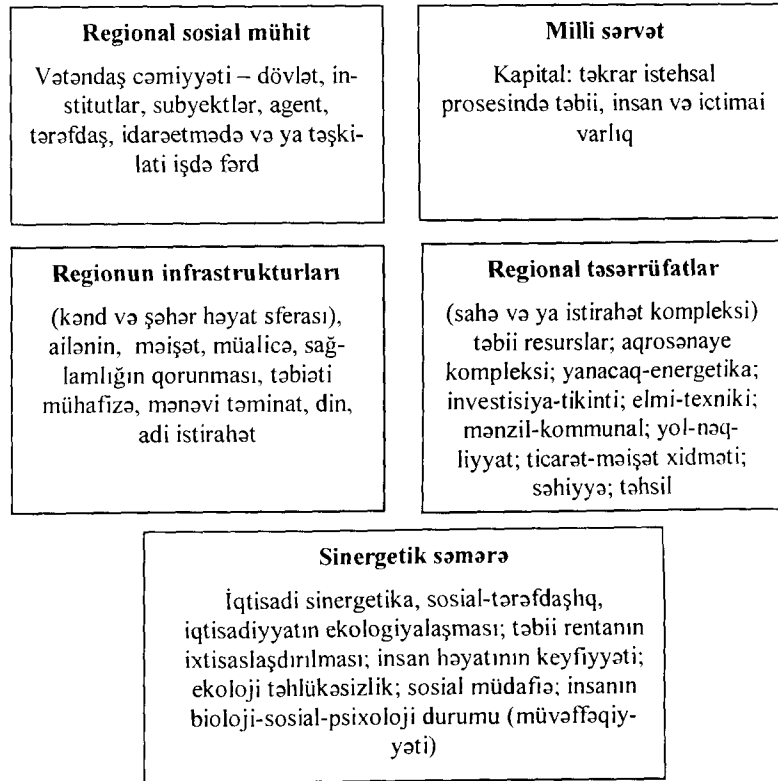 Regional sosial mühit
Vətəndaş cəmiyyəti – dövlət, in-
stitutlar, subyektlər, agent,
tərəfdaş, idarəetmədə və ya təşki-
lati işdə fərd
Milli sərvət
Kapital: təkrar istehsal
prosesində təbii, insan və ictimai
varlıq
Regionun infrastrukturları
(kənd və şəhər həyat sferası),
ailənin, məişət, müalicə, sağ-
lamlığın qorunması, təbiəti
mühafizə, mənəvi təminat, din,
adi istirahət
Regional təsərrüfatlar
(sahə və ya istirahət kompleksi)
təbii resurslar; aqrosənaye
kompleksi; yanacaq-energetika;
investisiya-tikinti; elmi-texniki;
mənzil-kommunal; yol-nəq-
liyyat; ticarət-məişət xidməti;
səhiyyə; təhsil
Sinergetik səmərə
İqtisadi sinergetika, sosial-tərəfdaşhq,
iqtisadiyyatın ekologiyalaşması; təbii rentanın
ixtisaslaşdırılması; insan həyatının keyfiyyəti;
ekoloji təhlükəsizlik; sosial müdafiə; insanın
bioloji-sosial-psixoloji durumu (müvəffəqiy-
yəti)